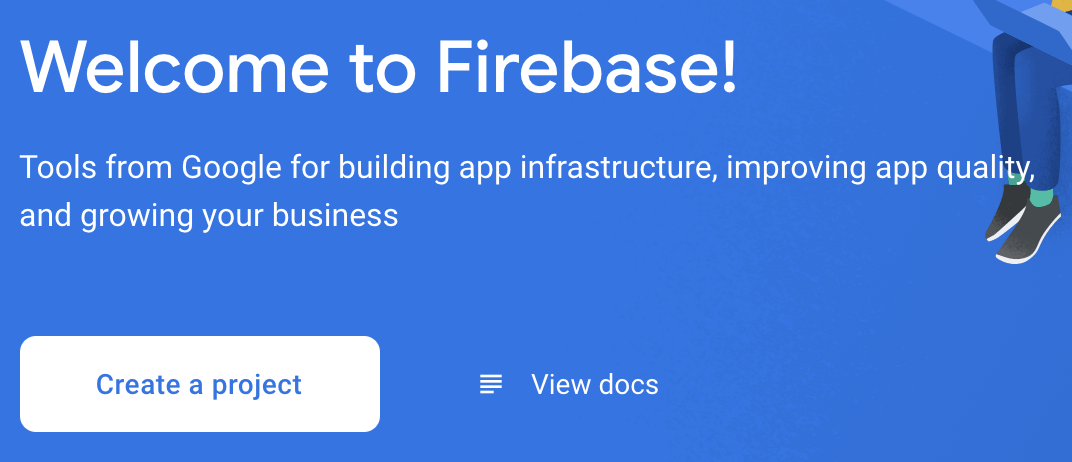 Welcome to Firebase!
Tools from Google for building app infrastructure, improving app quality,
and growing your business
Create a project
View docs